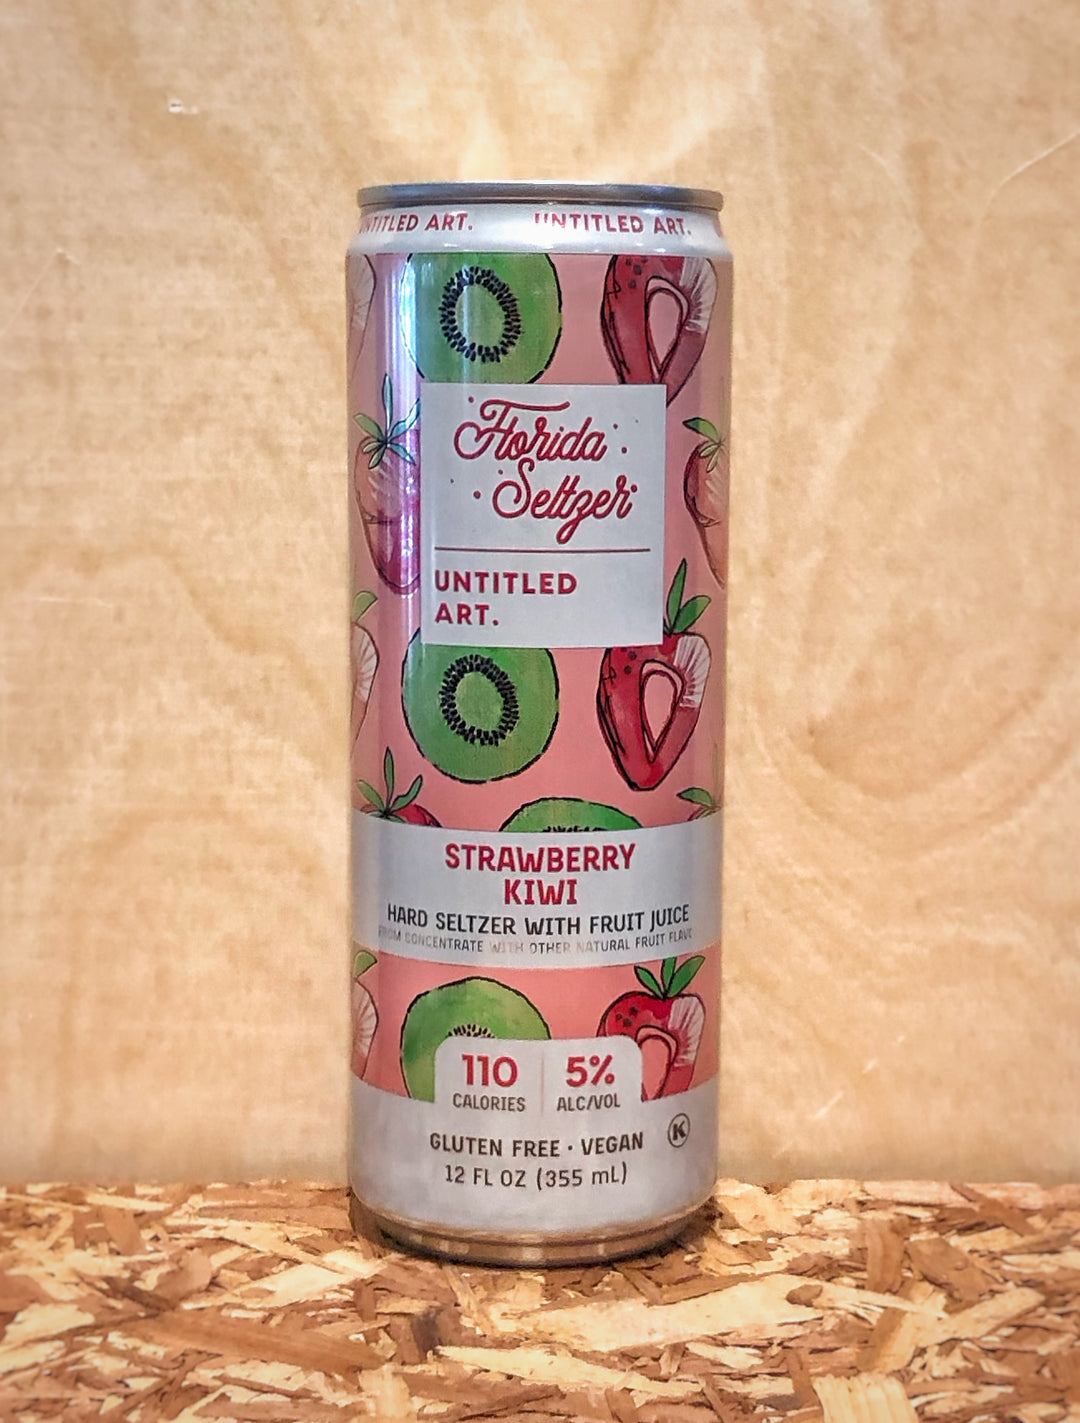 UNTITLED ART. UNTITLED ART.
Florida
Seltzer
UNTITLED
ART.
STRAWBERRY
KIWI
HARD SELTZER WITH FRUIT JUICE
FROM CONCENTRATE WITH OTHER NATURAL FRUIT
110 5%
CALORIES ALC/VOL
K
GLUTEN FREE · VEGAN
12 FL OZ (355 mL)